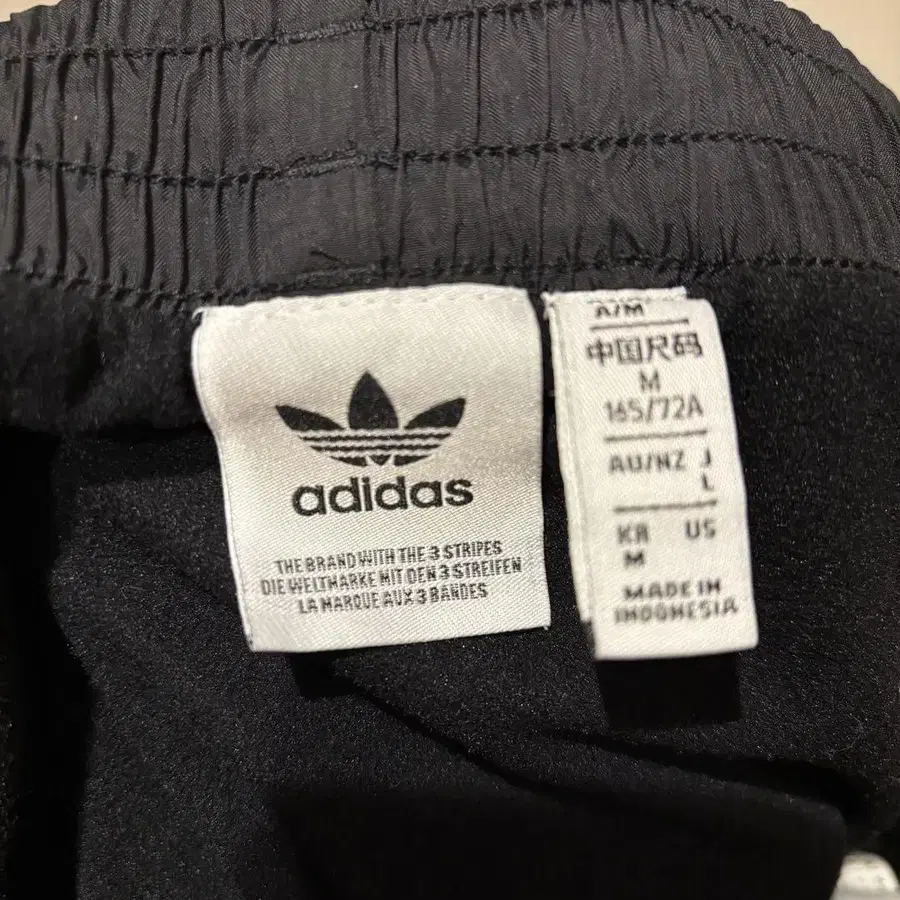 adidas
THE BRAND WITH THE 3 STRIPES
DIE WELTMARKE MIT DEN 3 STREIFEN
LA MARQUE AUX 3 BANDES
A/M
中国尺码
M
165/72A
AU/NZ J
L
KR US
M
MADE IN
INDONESIA